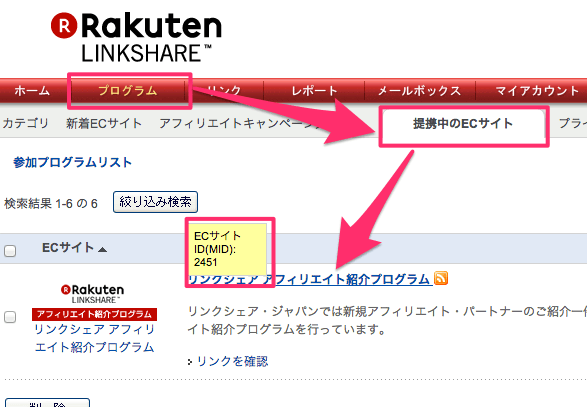 Rakuten
LINKSHARE™
ホーム プログラム リンク レポート メールボックス マイアカウント
カテゴリ 新着ECサイト アフィリエイトキャンペーン 提携中のECサイト プラ
参加プログラムリスト
検索結果 1-6 の 6 絞り込み検索
ECサイト
ECサイト
ID(MID):
2451
リンクシェア アフィリエイト紹介プログラム
Rakuten
LINKSHARE™
アフィリエイト紹介プログラム
リンクシェア アフィリ
エイト紹介プログラム
リンクシェア・ジャパンでは新規アフィリエイト・パートナーのご紹介一件
イト紹介プログラムを行っています。
リンクを確認
削 除